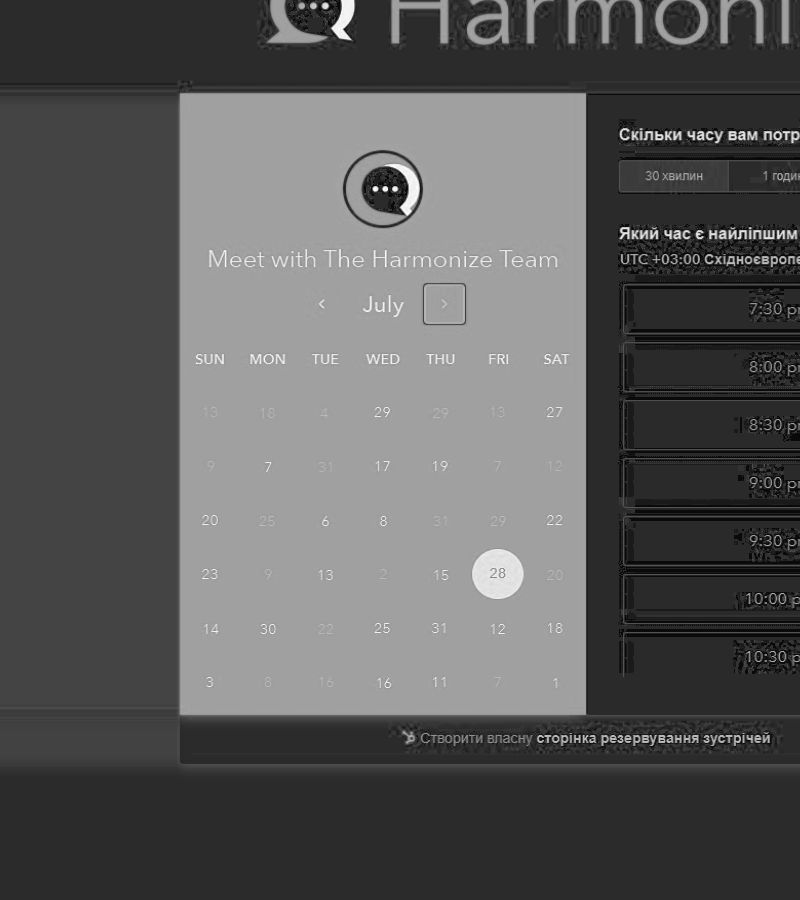 Harmoni
Скільки часу вам потр
30 хвилин 1 годин
Який час є найліпшим
UTC +03:00 Східноєвропе
Meet with The Harmonize Team
July
SUN MON TUE WED THU FRI SAT
13 18 4 29 29 13 27
9 7 31 17 19 7 12
20 25 6 8 31 29 22
23 9 13 2 15 28 20
14 30 22 25 31 12 18
3 8 16 16 11 7 1
7:30 p
8:00 p
8:30 p
9:00 p
9:30 p
10:00 p
10:30 p
Створити власну сторінка резервування зустрічей